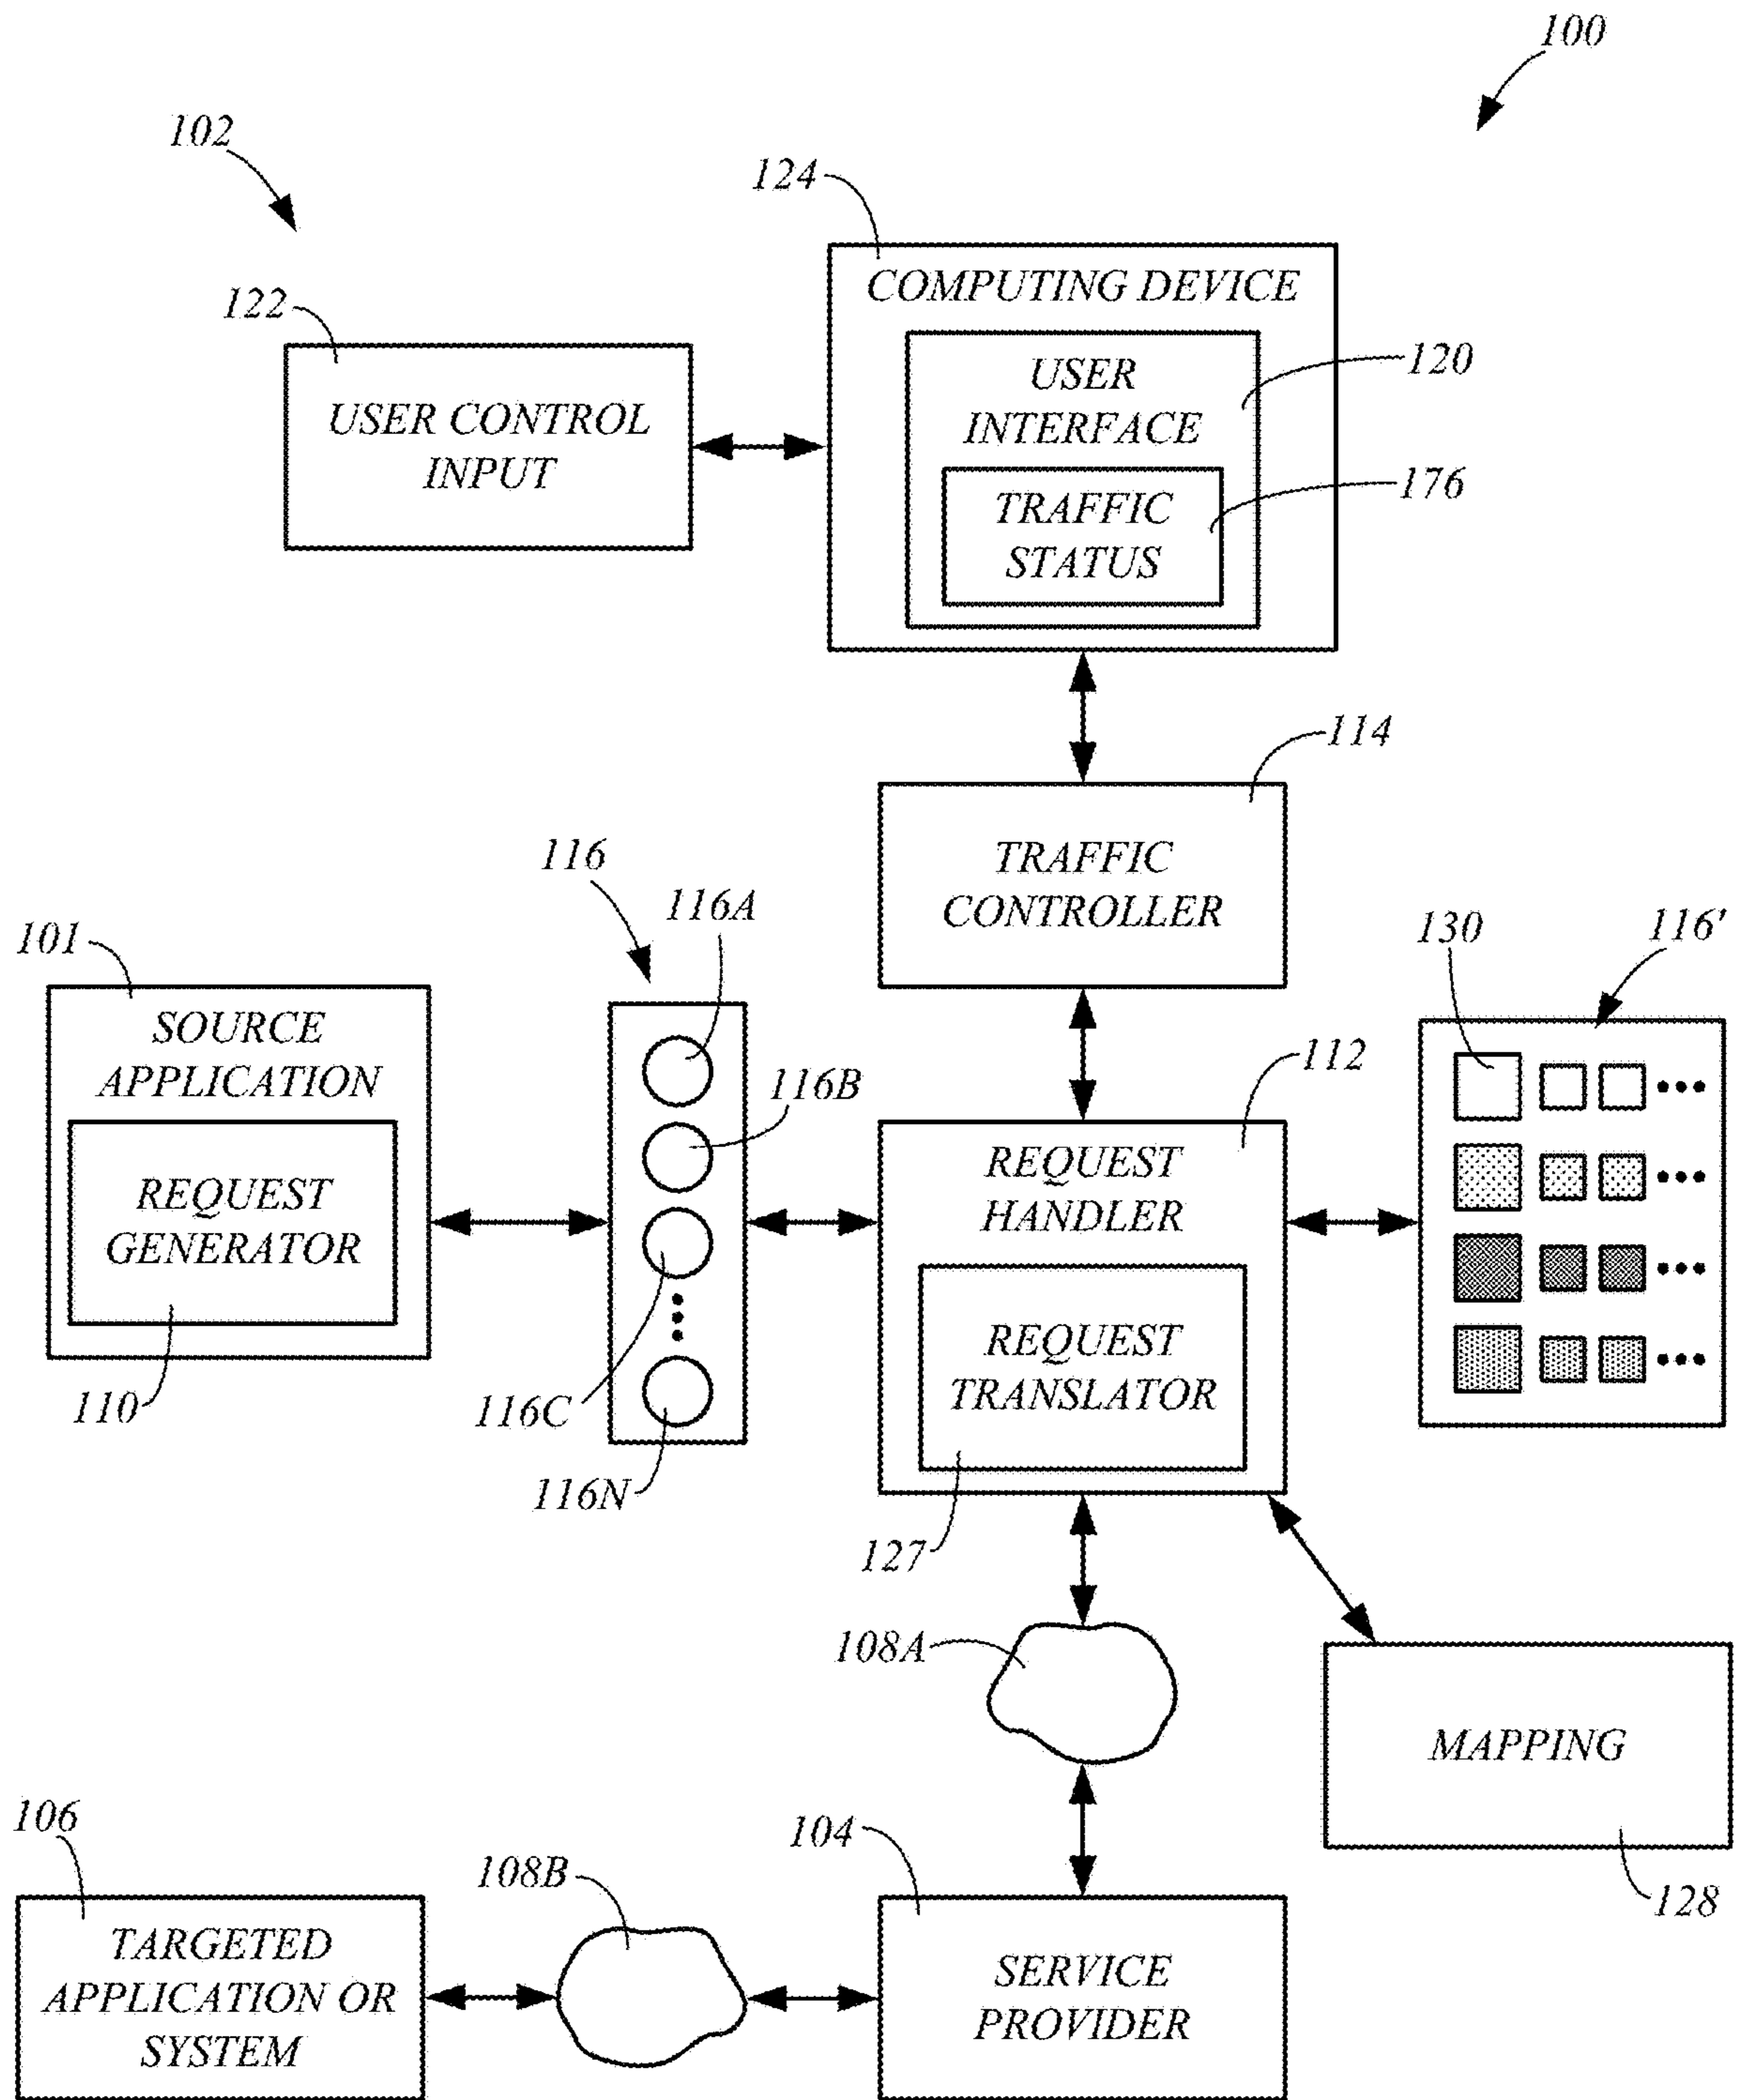 100
102
124
COMPUTING DEVICE
122
USER
INTERFACE
120
USER CONTROL
INPUT
TRAFFIC
STATUS
176
114
TRAFFIC
CONTROLLER
116
116A
101
SOURCE
APPLICATION
130
116'
116B
112
REQUEST
HANDLER
REQUEST
GENERATOR
REQUEST
TRANSLATOR
110
116C
116N
127
108A
MAPPING
106
108B
104
128
TARGETED
APPLICATION OR
SYSTEM
SERVICE
PROVIDER